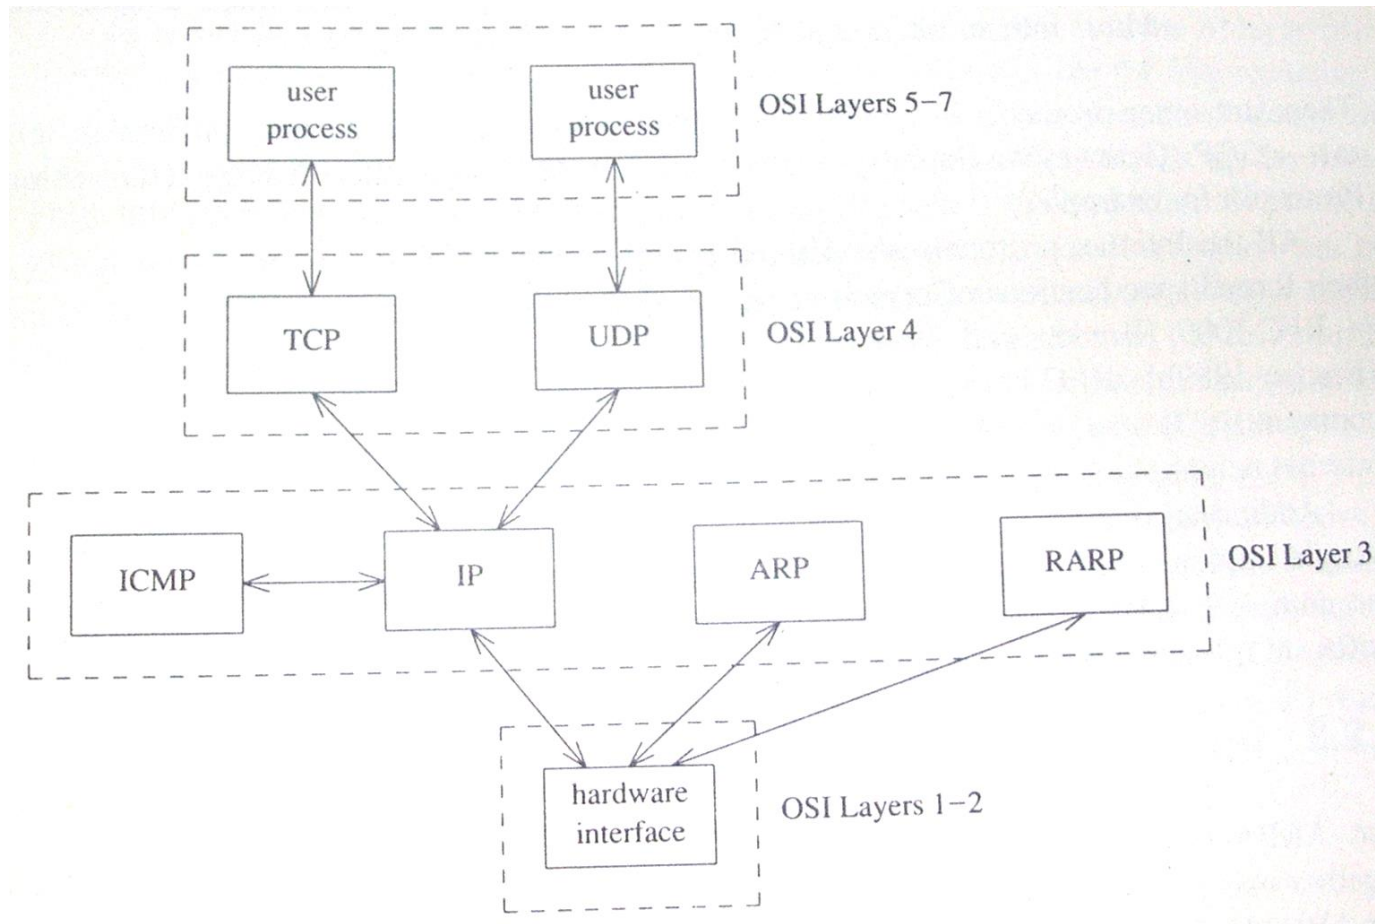 user
process
user
process
OSI Layers 5–7
TCP
UDP
OSI Layer 4
ICMP
IP
ARP
RARP
OSI Layer 3
hardware
interface
OSI Layers 1–2